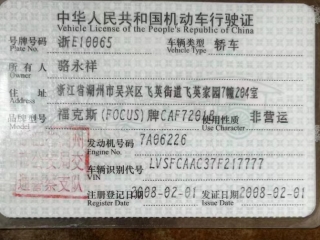 中华人民共和国机动车行驶证
Vehicle License of the People's Republic of China
号牌号码 浙E10065 车辆类型 轿车
Plate No. Vehicle Type
所有人 骆永祥
Owner
住址 浙江省湖州市吴兴区飞英街道飞英家园7幢204室
Address
品牌型号 福克斯(FOCUS)牌CAF7204 使用性质 非营运
Use Character
发动机号码 7A06226
Engine No.
车辆识别代号 LVSFCAAC37F217777
VIN
注册登记日期 2008-02-01 发证日期 2008-02-01
Register Date Issue Date